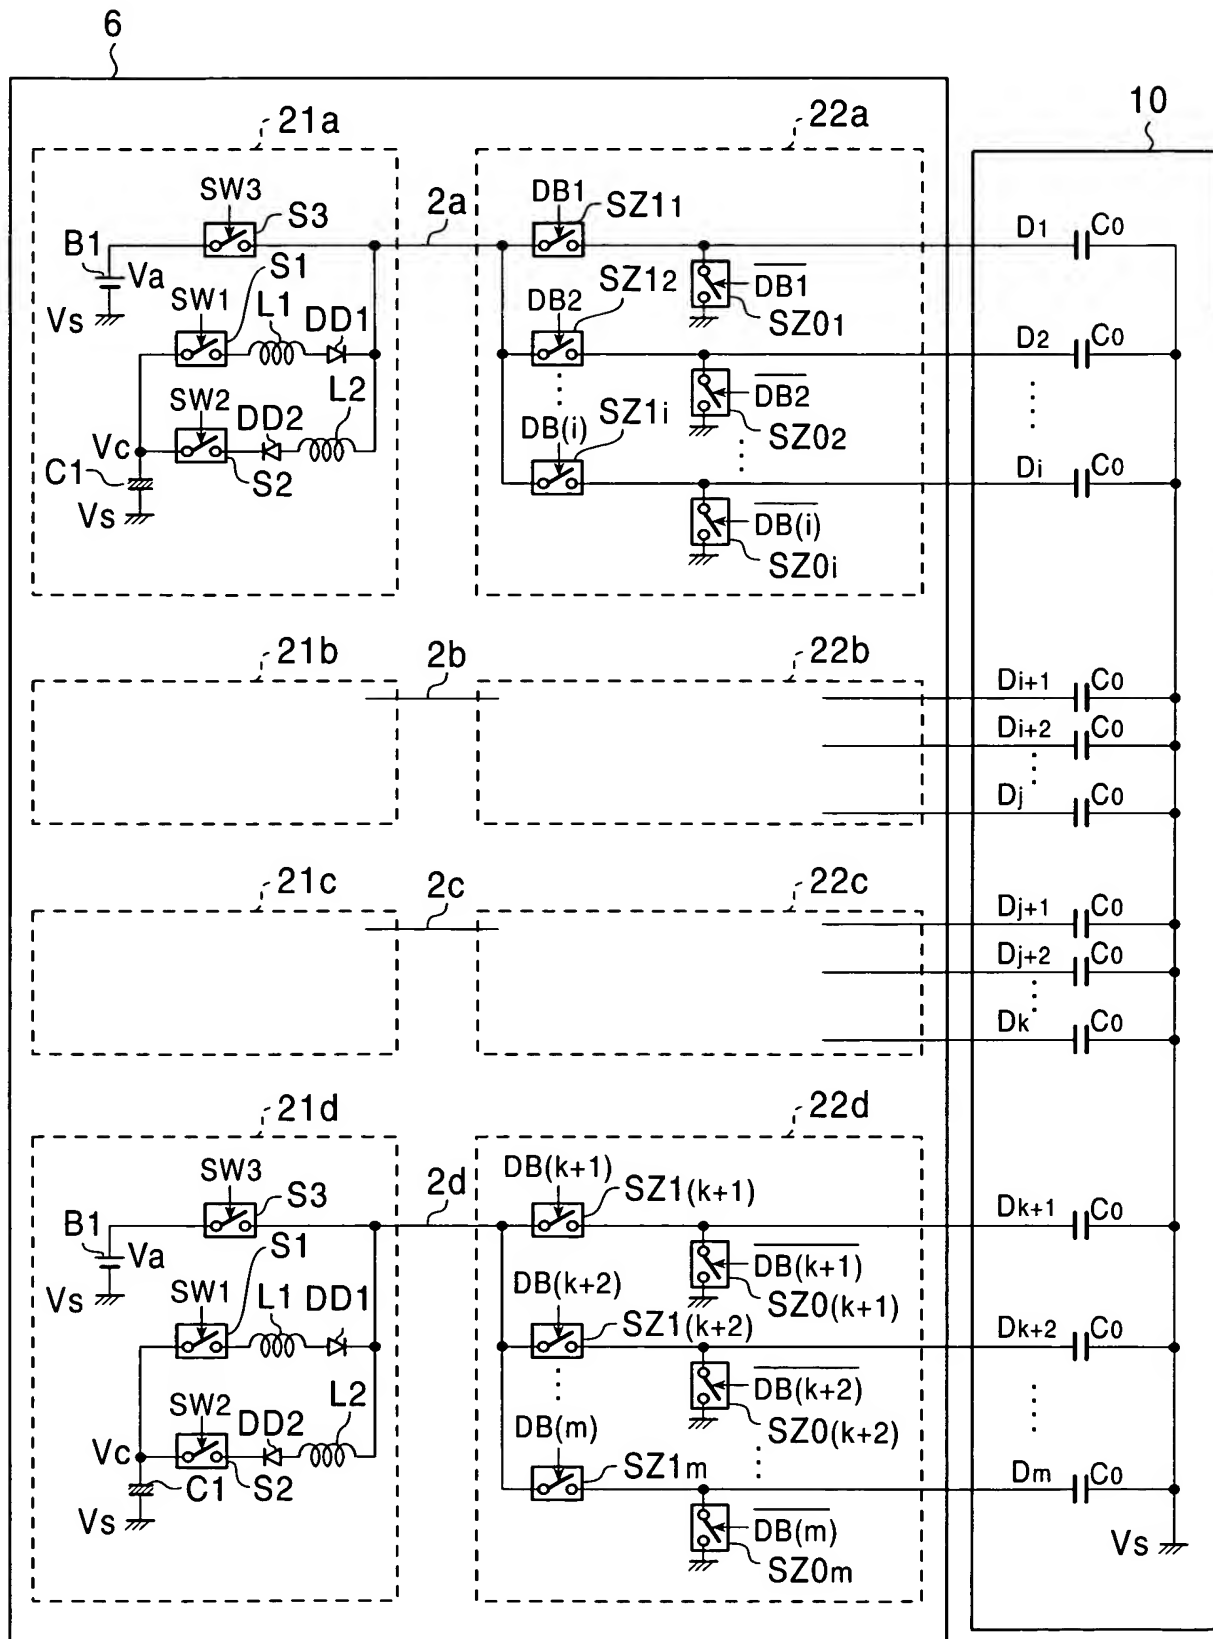 6
10
21a
22a
SW3
S3
2a
DB1
SZ11
D1
C0
B1
Va
Vs
S1
SW1
L1
DD1
DB2
SZ12
DB1
SZ01
D2
C0
SW2
DD2
L2
DB(i)
SZ1i
DB2
SZ02
Vc
S2
Di
C0
C1
Vs
DB(i)
SZ0i
21b
2b
22b
Di+1
C0
Di+2
C0
Dj
C0
21c
2c
22c
Dj+1
C0
Dj+2
C0
Dk
C0
21d
22d
SW3
S3
2d
DB(k+1)
SZ1(k+1)
Dk+1
C0
B1
Va
Vs
S1
SW1
L1
DD1
DB(k+2)
SZ1(k+2)
DB(k+1)
SZ0(k+1)
Dk+2
C0
SW2
DD2
L2
DB(m)
SZ1m
DB(k+2)
SZ0(k+2)
Vc
S2
Dm
C0
C1
Vs
DB(m)
SZ0m
Vs